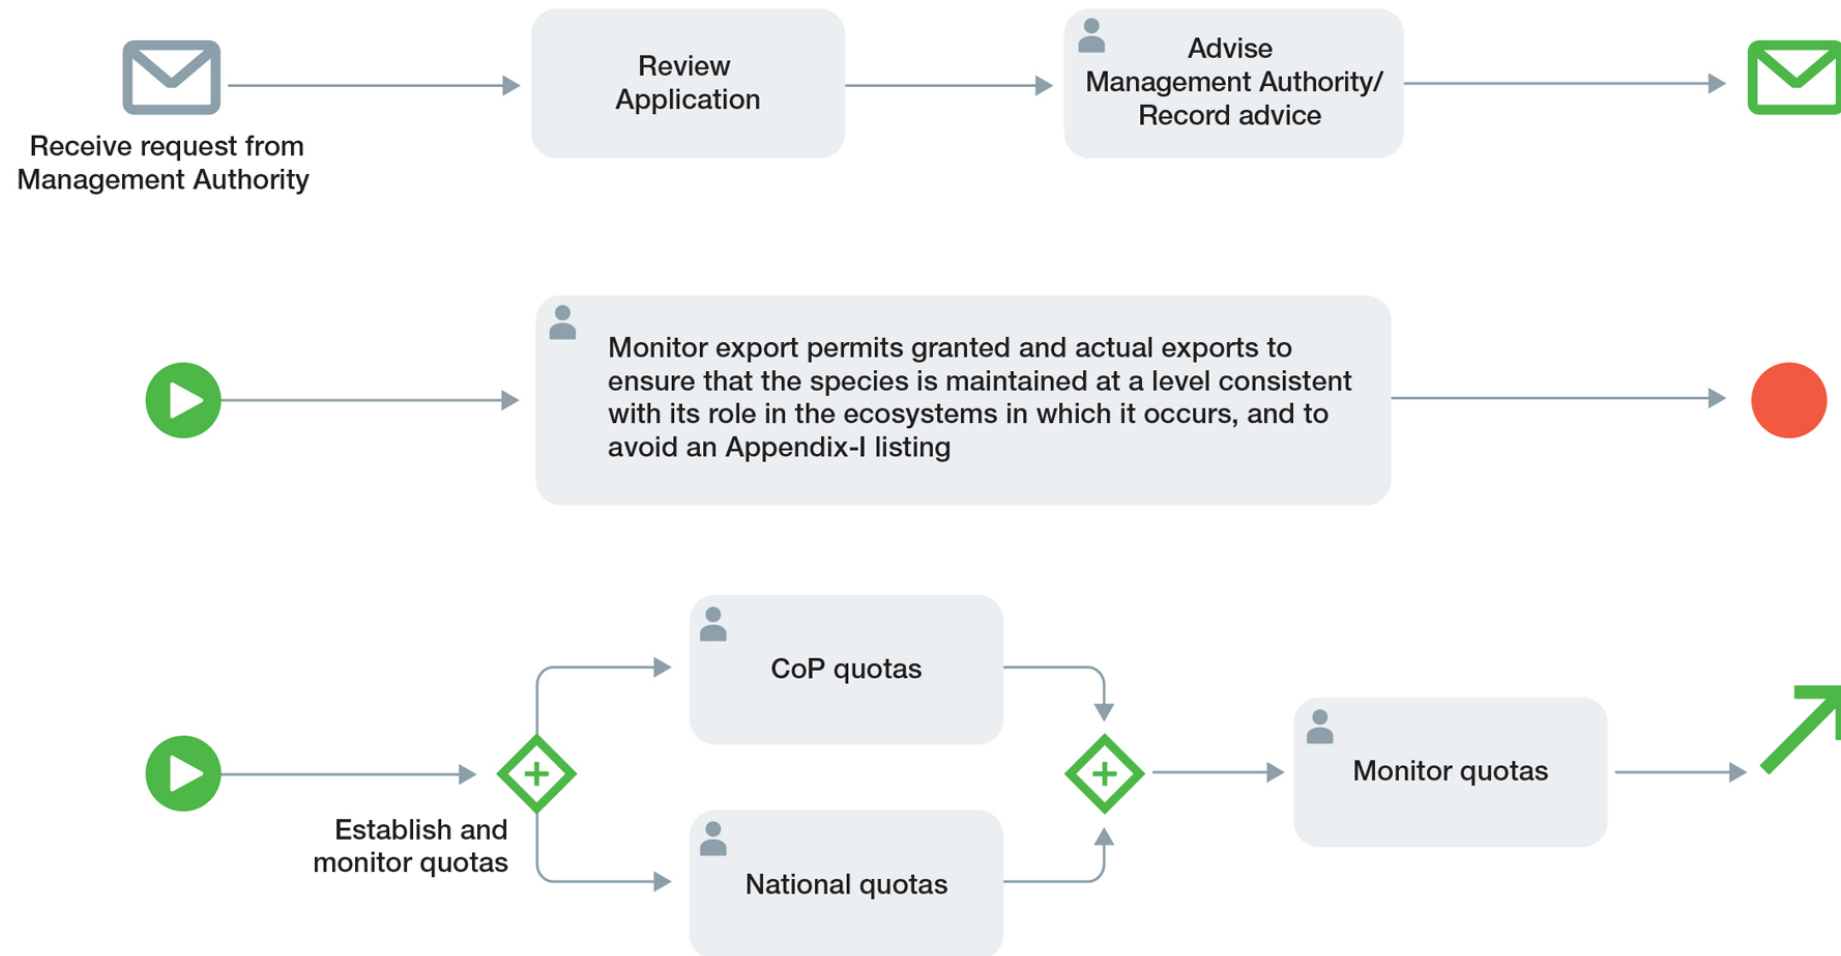 Review
Application
Advise
Management Authority/
Record advice
Receive request from
Management Authority
Monitor export permits granted and actual exports to
ensure that the species is maintained at a level consistent
with its role in the ecosystems in which it occurs, and to
avoid an Appendix-I listing
CoP quotas
Monitor quotas
Establish and
monitor quotas
National quotas